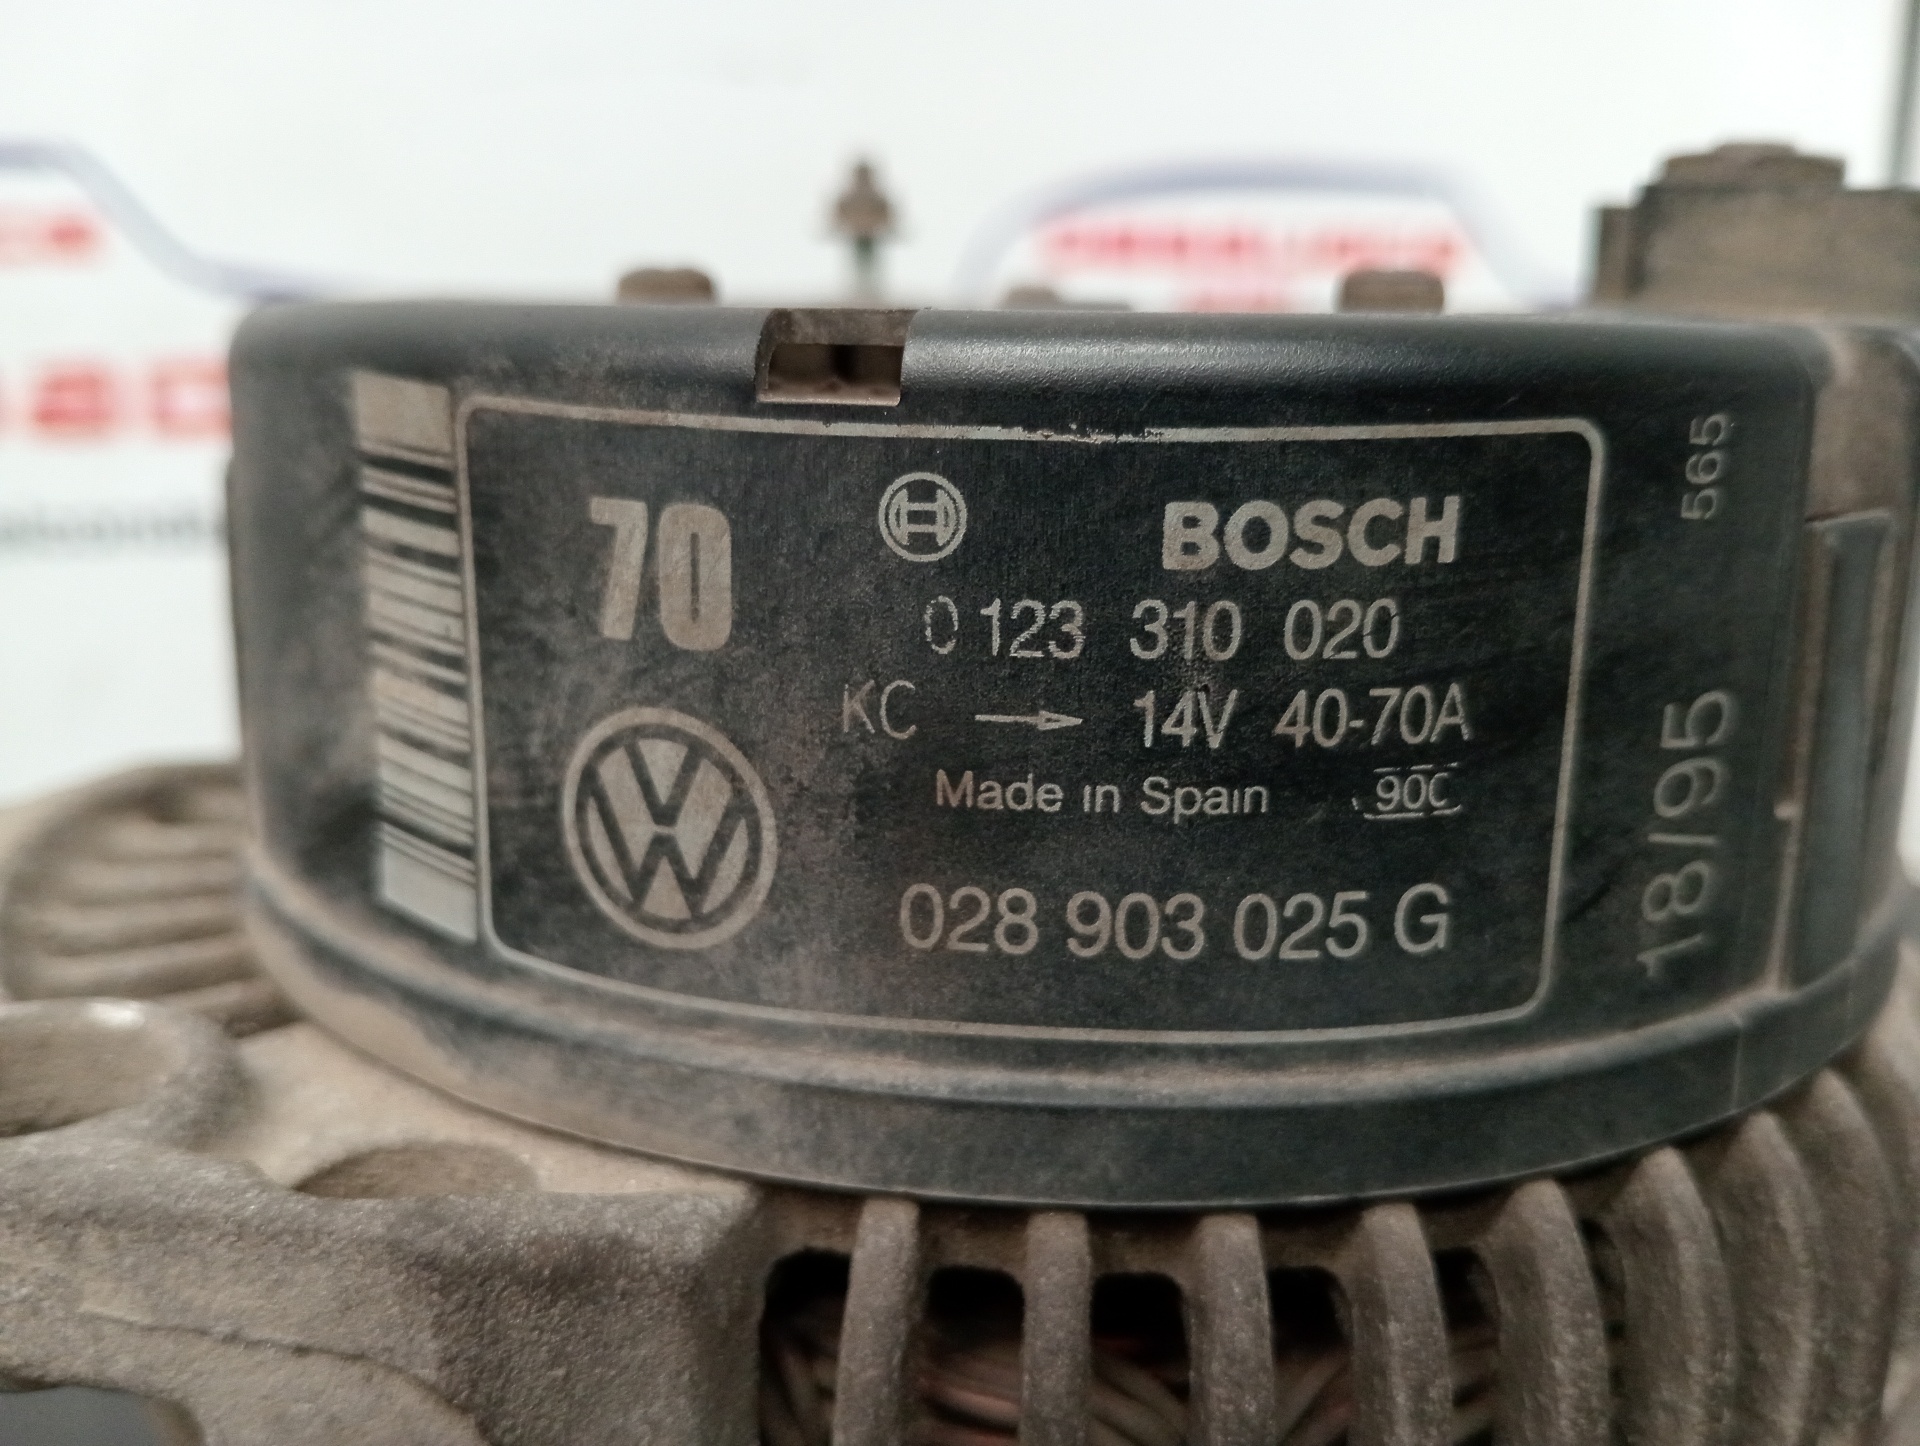 70
BOSCH
0 123 310 020
KC → 14V 40-70A
Made in Spain 90C
028 903 025 G
18/95 565